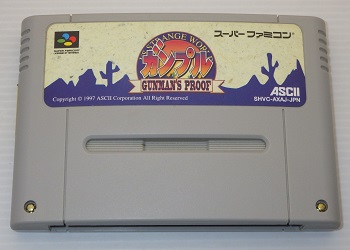 スーパーファミコン
STRANGE WORLD
ガンプル
GUNMAN'S PROOF
Copyright © 1997 ASCII Corporation All Right Reserved
ASCII
SHVC-AXAJ-JPN